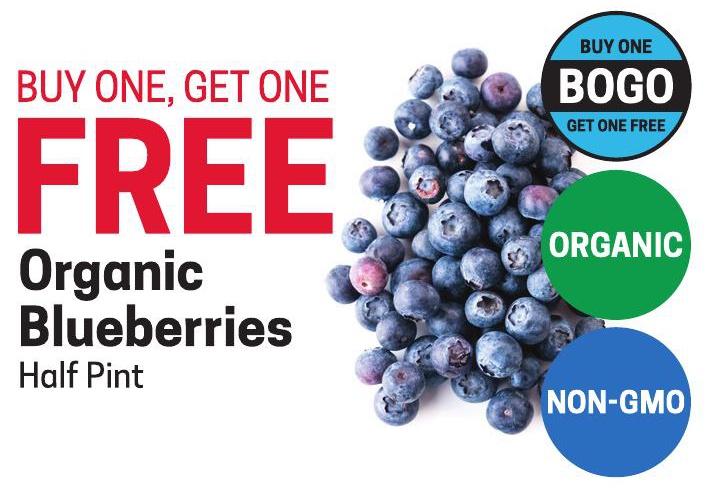 BUY ONE, GET ONE
FREE
Organic
Blueberries
Half Pint
BUY ONE
BOGO
GET ONE FREE
ORGANIC
NON-GMO